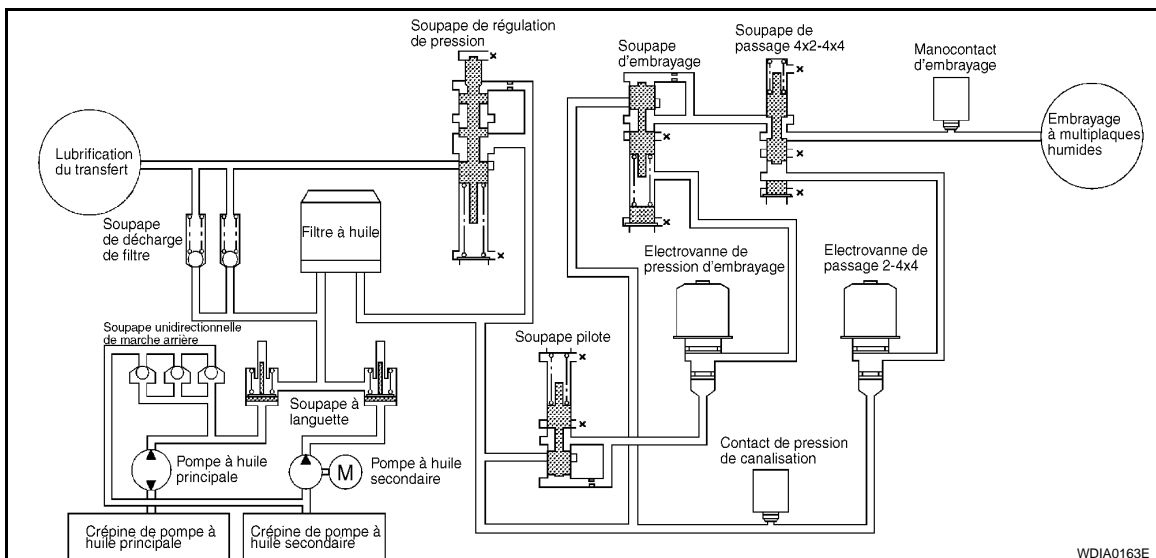 Soupape de régulation
de pression
Soupape
d'embrayage
Soupape de
passage 4x2-4x4
Manocontact
d'embrayage
Lubrification
du transfert
Embrayage
à multiplaques
humides
Soupape
de décharge
de filtre
Filtre à huile
Electrovanne de
pression d'embrayage
Electrovanne de
passage 2-4x4
Soupape unidirectionnelle
de marche arrière
Soupape pilote
Soupape à
languette
Pompe à huile
principale
M
Pompe à huile
secondaire
Contact de pression
de canalisation
Crépine de pompe à
huile principale
Crépine de pompe à
huile secondaire
WDIA0163E